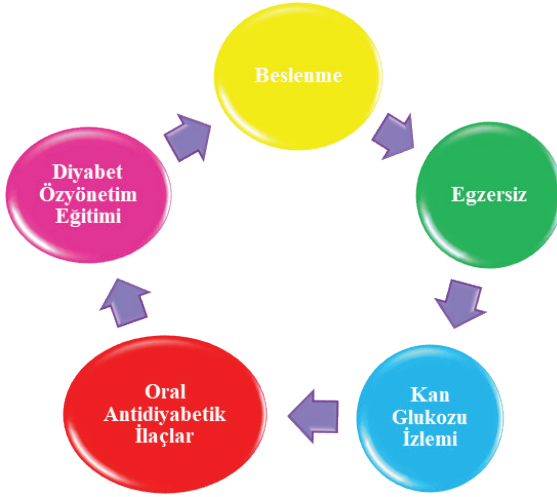 Beslenme
Egzersiz
Kan
Glukozu
İzlemi
Oral
Antidiyabetik
İlaçlar
Diyabet
Özyönetim
Eğitimi